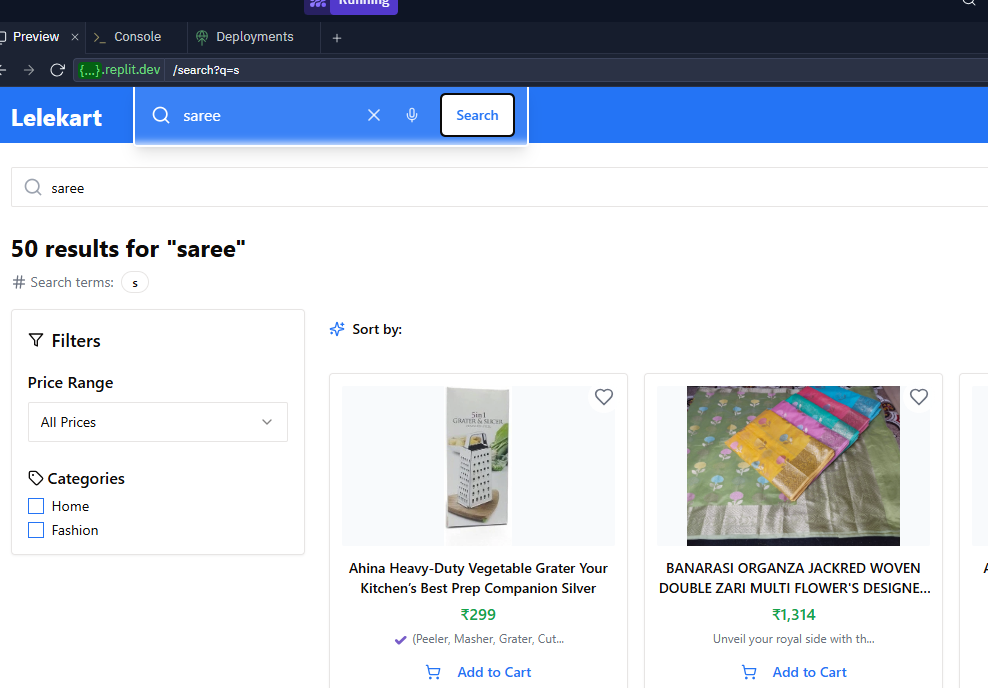 Running
Preview
Console
Deployments
{...}.replit.dev /search?q=s
Lelekart
saree
Search
saree
50 results for "saree"
Search terms: s
Filters
Price Range
All Prices
Categories
Home
Fashion
Sort by:
5 in 1
GRATER & SLICER
Ahina Heavy-Duty Vegetable Grater Your
Kitchen’s Best Prep Companion Silver
₹299
(Peeler, Masher, Grater, Cut...
Add to Cart
BANARASI ORGANZA JACKRED WOVEN
DOUBLE ZARI MULTI FLOWER'S DESIGNE...
₹1,314
Unveil your royal side with th...
Add to Cart